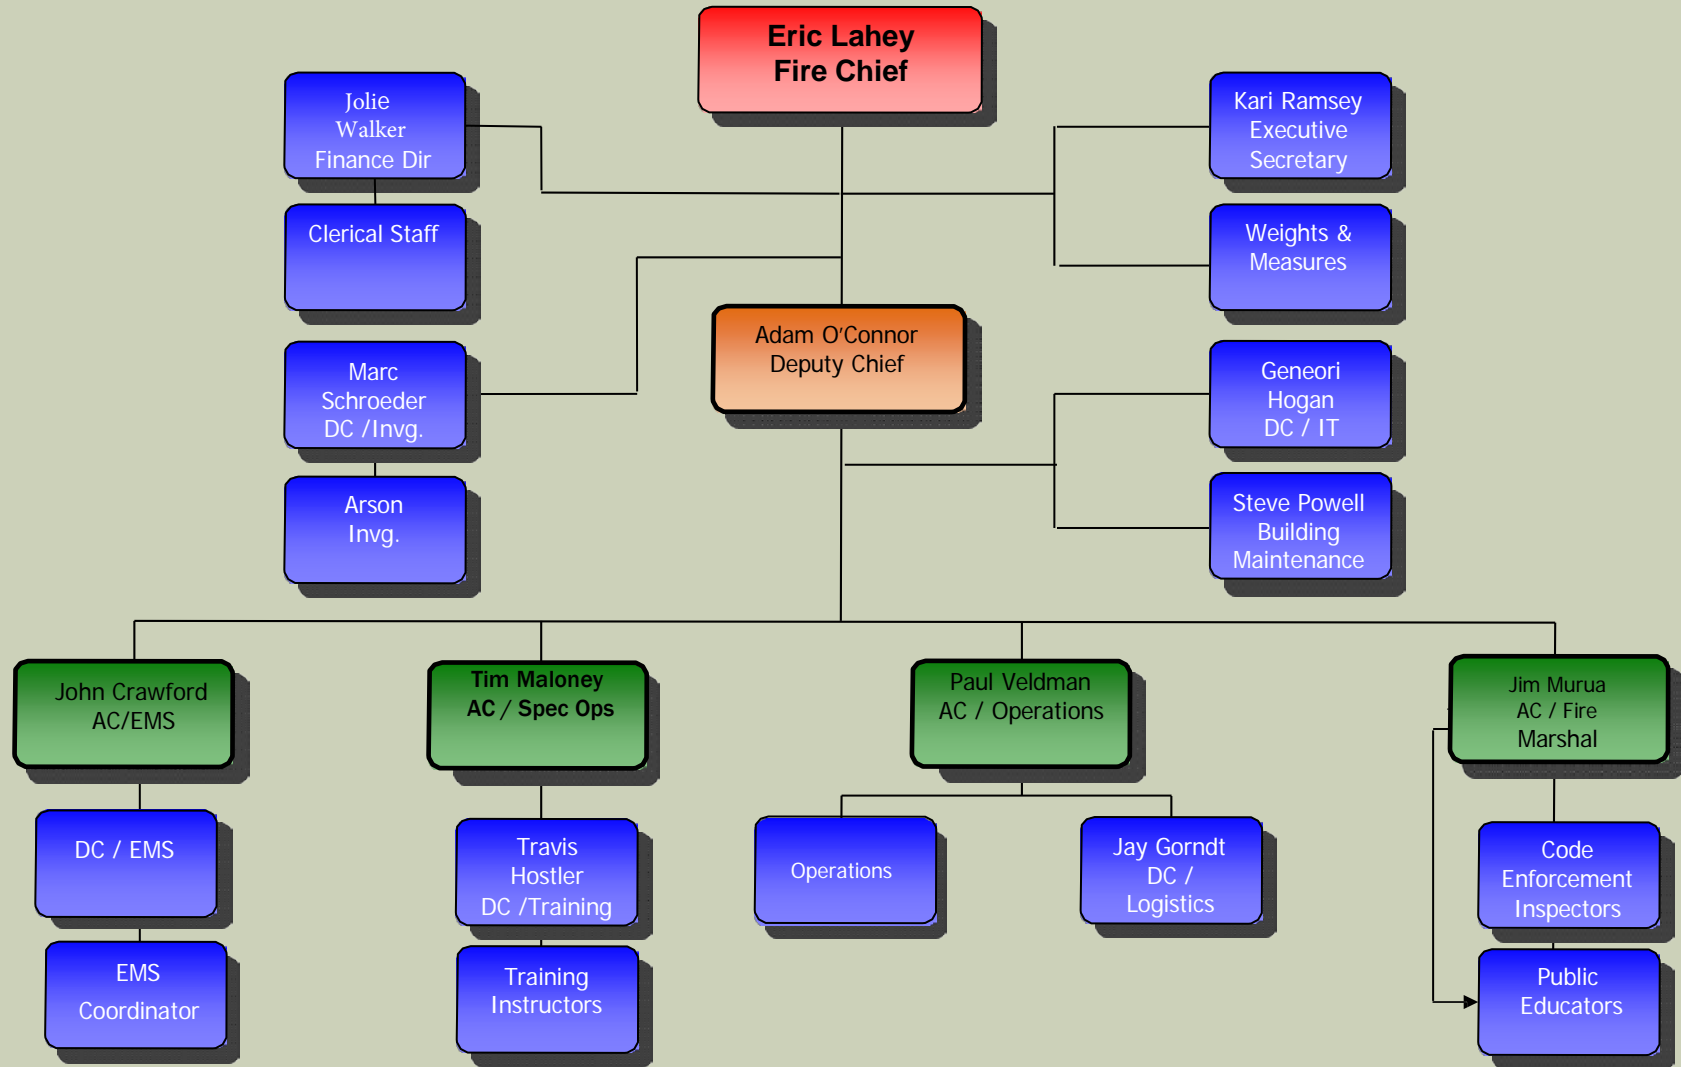 Eric Lahey
Fire Chief
Jolie
Walker
Finance Dir
Kari Ramsey
Executive
Secretary
Clerical Staff
Weights &
Measures
Adam O'Connor
Deputy Chief
Marc
Schroeder
DC /Invg.
Geneori
Hogan
DC / IT
Arson
Invg.
Steve Powell
Building
Maintenance
John Crawford
AC/EMS
Tim Maloney
AC / Spec Ops
Paul Veldman
AC / Operations
Jim Murua
AC / Fire
Marshal
DC / EMS
Travis
Hostler
DC /Training
Operations
Jay Gorndt
DC /
Logistics
Code
Enforcement
Inspectors
EMS
Coordinator
Training
Instructors
Public
Educators